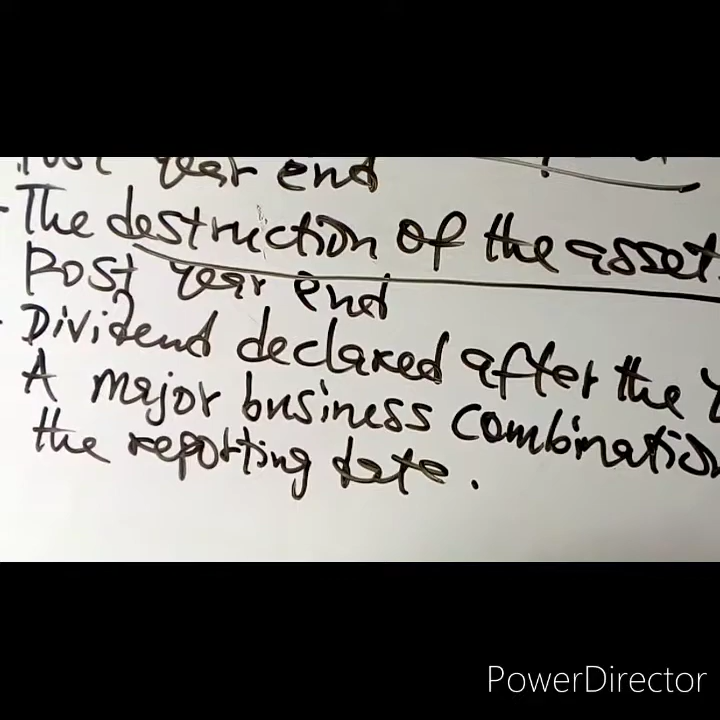 Post year end
- The destruction of the asset
Post year end
- Dividend declared after the Y
A major business combination
the reporting date.
PowerDirector